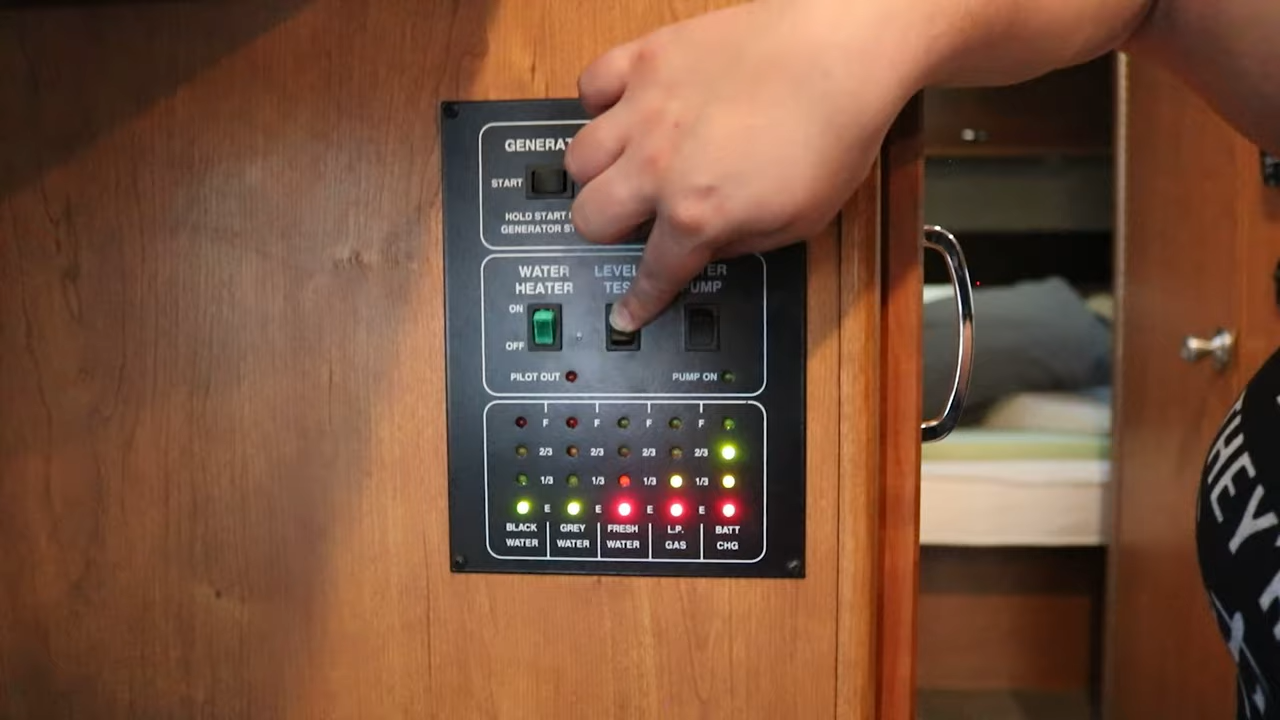 GENERAT
START
HOLD START
GENERATOR ST
WATER LEVEL TER
HEATER TES PUMP
ON
OFF
PILOT OUT PUMP ON
F F F F
2/3 2/3 2/3 2/3
1/3 1/3 1/3 1/3
E E E E
BLACK GREY FRESH L.P. BATT
WATER WATER WATER GAS CHG
THEY